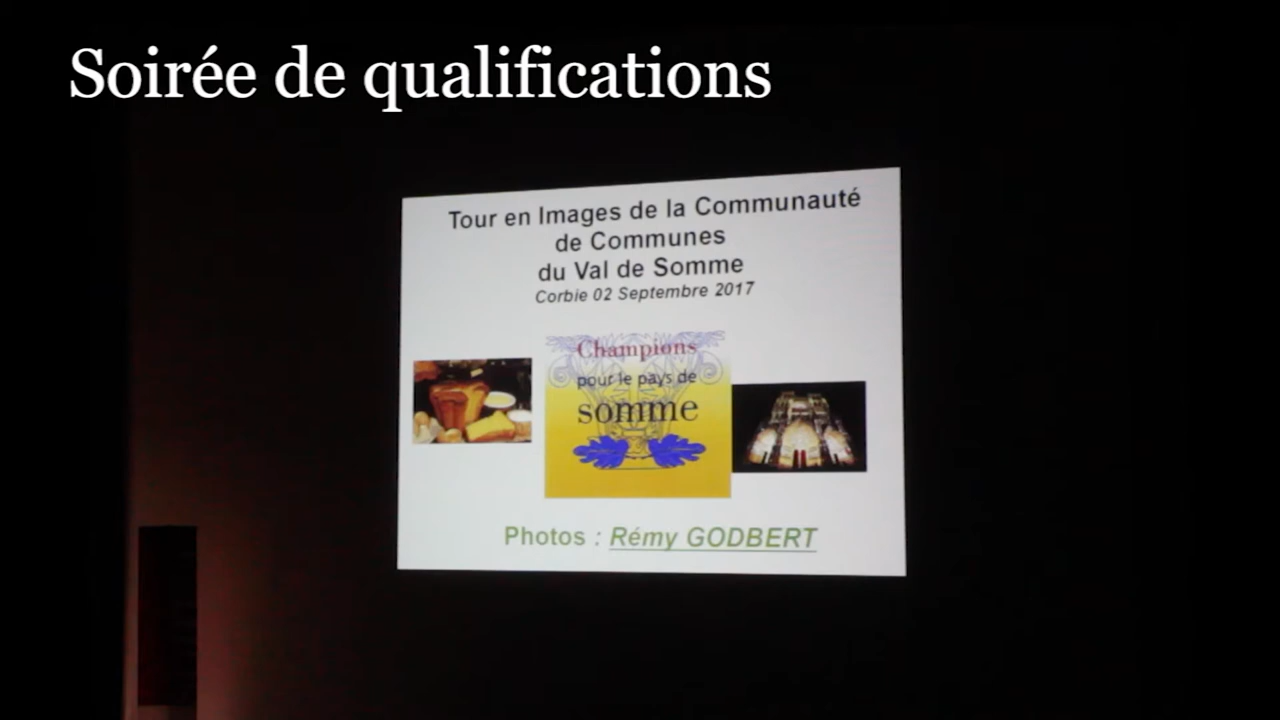 Soirée de qualifications
Tour en Images de la Communauté
de Communes
du Val de Somme
Corbie 02 Septembre 2017
Champions
pour le pays de
somme
Photos : Rémy GODBERT